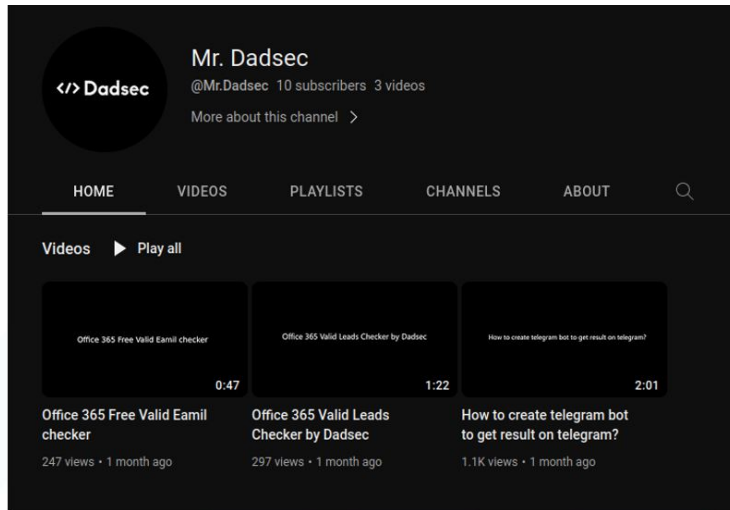 </> Dadsec
Mr. Dadsec
@Mr.Dadsec 10 subscribers 3 videos
More about this channel >
HOME VIDEOS PLAYLISTS CHANNELS ABOUT
Videos Play all
Office 365 Free Valid Eamil checker
0:47
Office 365 Valid Leads Checker by Dadsec
1:22
How to create telegram bot to get result on telegram?
2:01
Office 365 Free Valid Eamil
checker
247 views • 1 month ago
Office 365 Valid Leads
Checker by Dadsec
297 views • 1 month ago
How to create telegram bot
to get result on telegram?
1.1K views • 1 month ago